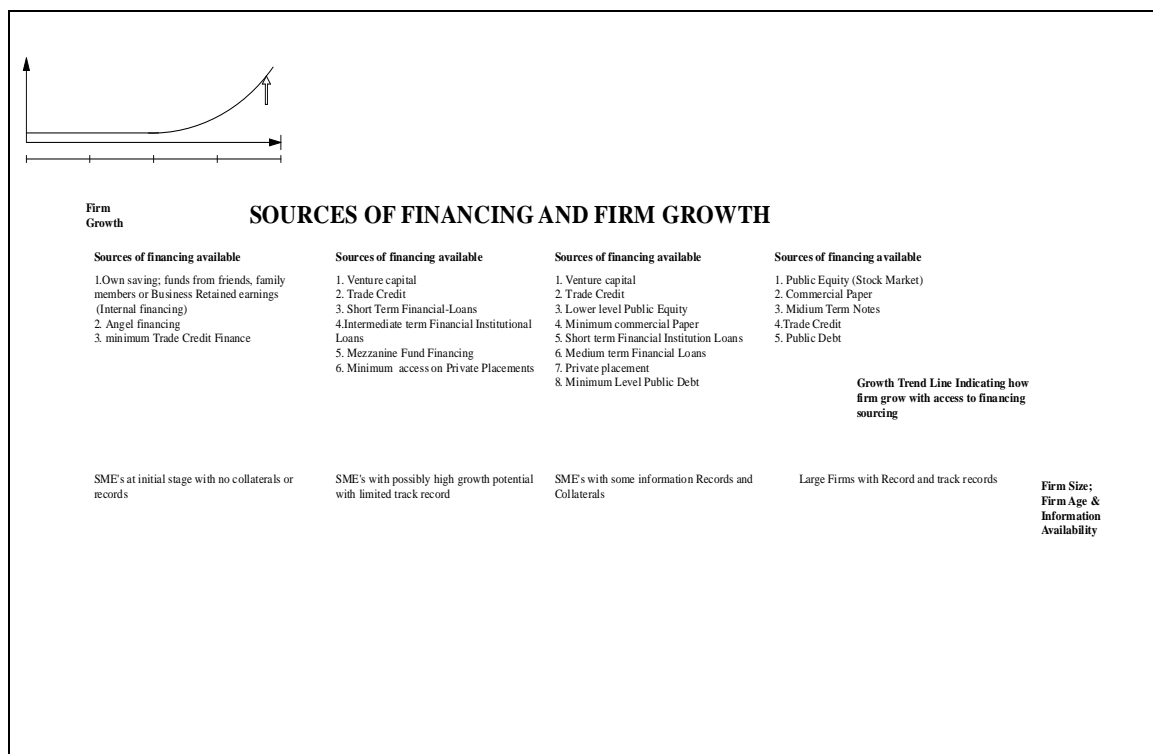 Firm
Growth
SOURCES OF FINANCING AND FIRM GROWTH
Sources of financing available
1.Own saving; funds from friends, family
members or Business Retained earnings
(Internal financing)
2. Angel financing
3. minimum Trade Credit Finance
Sources of financing available
1. Venture capital
2. Trade Credit
3. Short Term Financial-Loans
4.Intermediate term Financial Institutional
Loans
5. Mezzanine Fund Financing
6. Minimum access on Private Placements
Sources of financing available
1. Venture capital
2. Trade Credit
3. Lower level Public Equity
4. Minimum commercial Paper
5. Short term Financial Institution Loans
6. Medium term Financial Loans
7. Private placement
8. Minimum Level Public Debt
Sources of financing available
1. Public Equity (Stock Market)
2. Commercial Paper
3. Midium Term Notes
4.Trade Credit
5. Public Debt
Growth Trend Line Indicating how
firm grow with access to financing
sourcing
SME's at initial stage with no collaterals or
records
SME's with possibly high growth potential
with limited track record
SME's with some information Records and
Collaterals
Large Firms with Record and track records
Firm Size;
Firm Age &
Information
Availability